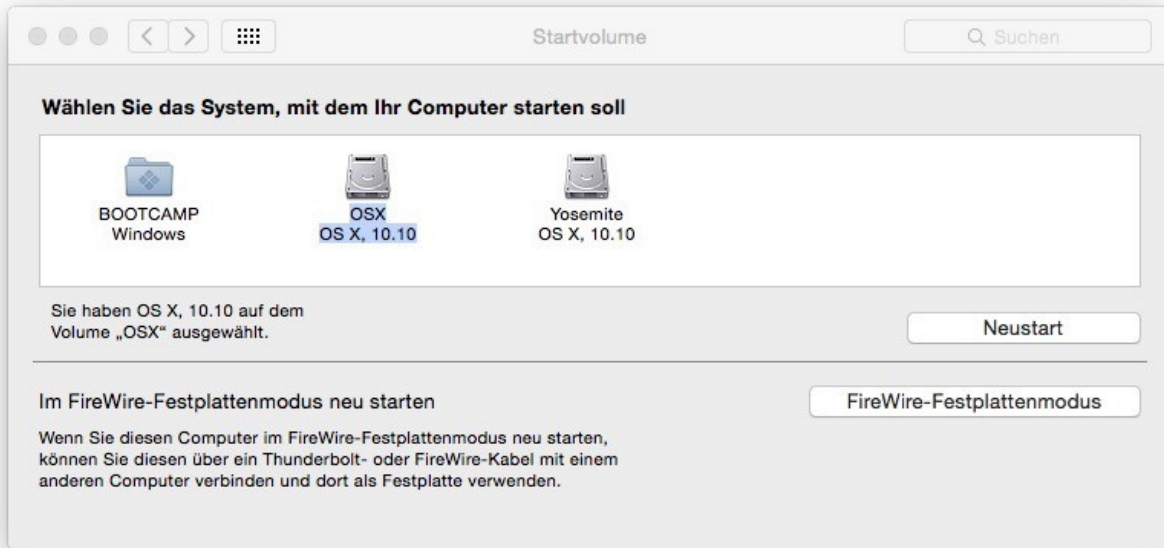 Startvolume
Suchen
Wählen Sie das System, mit dem Ihr Computer starten soll
BOOTCAMP
Windows
OSX
OS X, 10.10
Yosemite
OS X, 10.10
Sie haben OS X, 10.10 auf dem
Volume „OSX“ ausgewählt.
Neustart
Im FireWire-Festplattenmodus neu starten
FireWire-Festplattenmodus
Wenn Sie diesen Computer im FireWire-Festplattenmodus neu starten,
können Sie diesen über ein Thunderbolt- oder FireWire-Kabel mit einem
anderen Computer verbinden und dort als Festplatte verwenden.